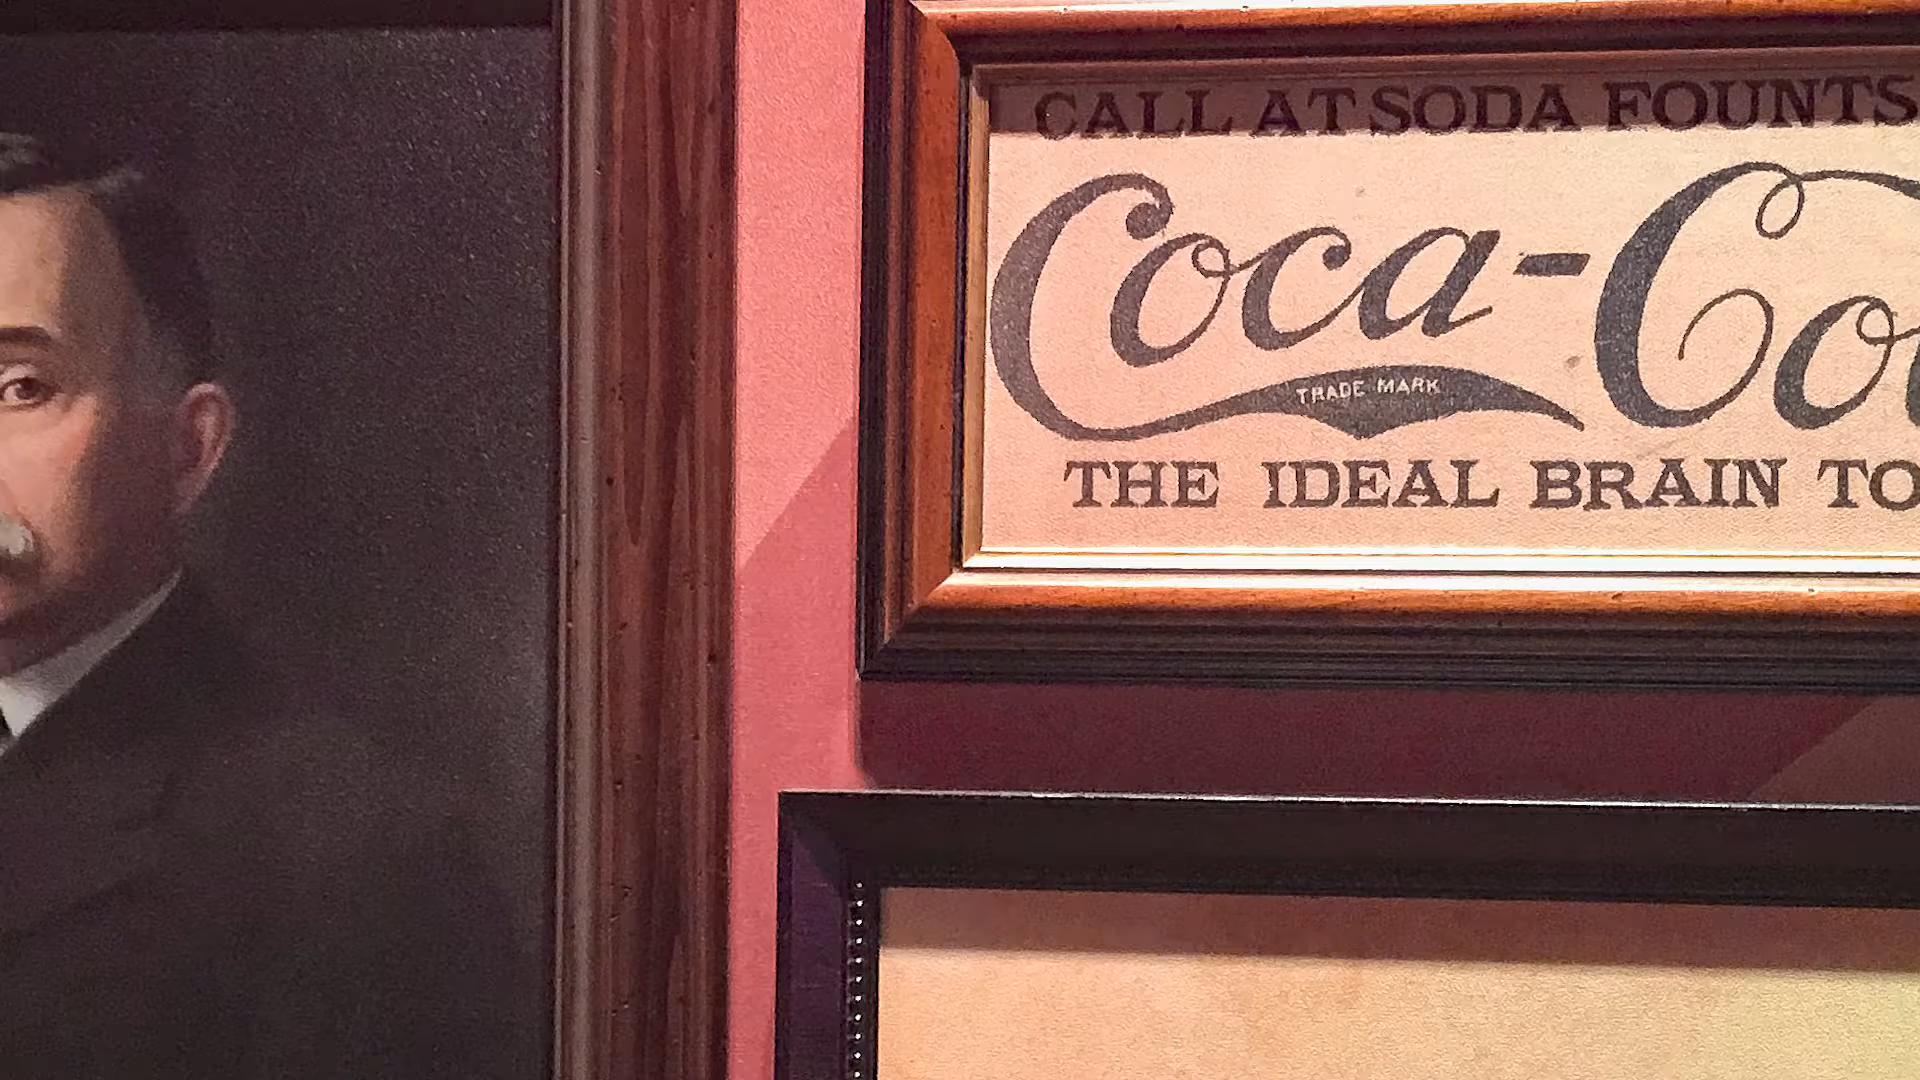 CALL AT SODA FOUNTS
Coca-Co
TRADE MARK
THE IDEAL BRAIN TO